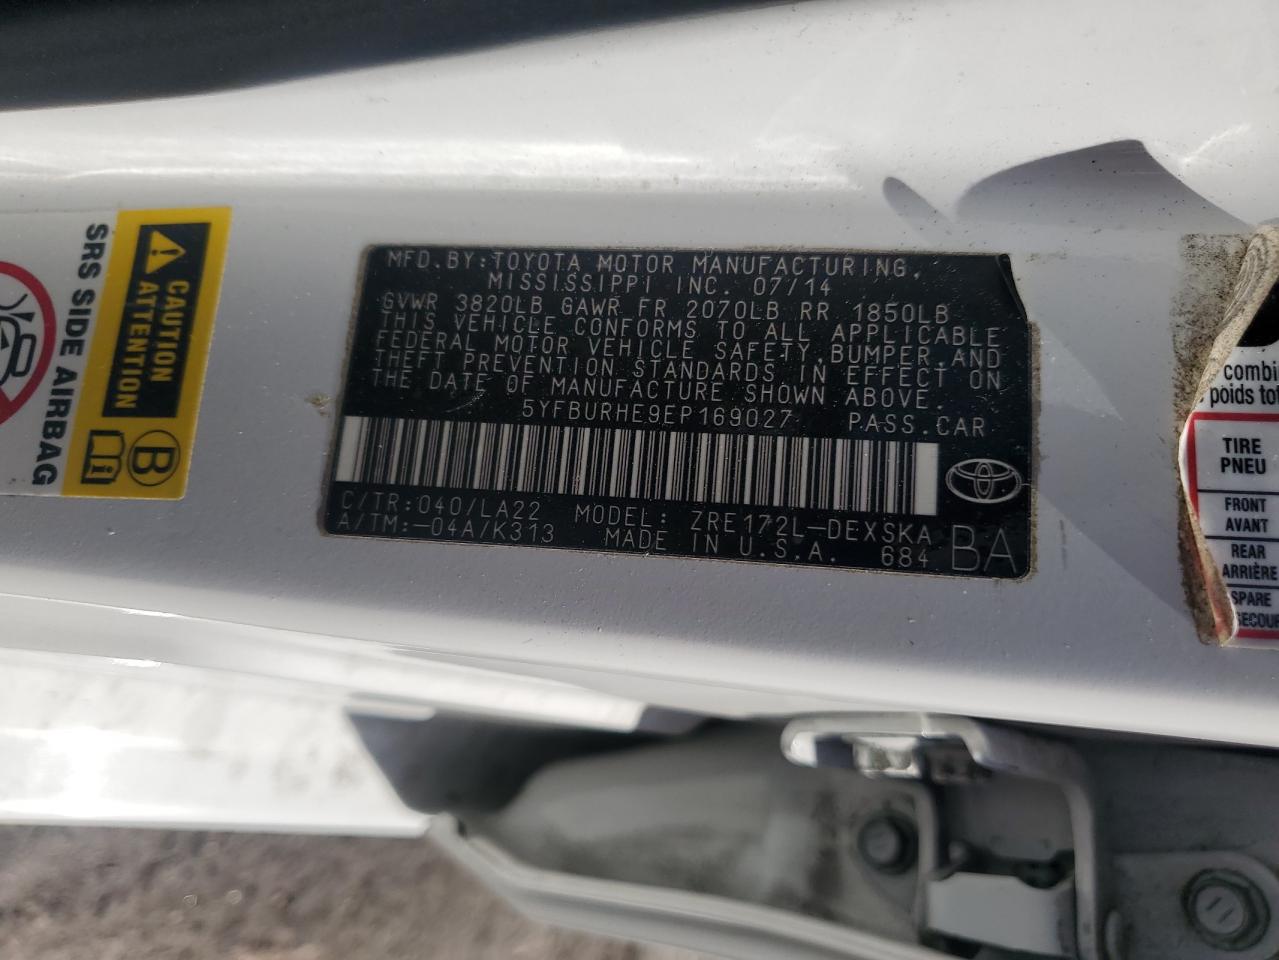 MFD.BY:TOYOTA MOTOR MANUFACTURING,
MISSISSIPPI INC. 07/14
GVWR 3820LB GAWR FR 2070LB RR 1850LB
THIS VEHICLE CONFORMS TO ALL APPLICABLE
FEDERAL MOTOR VEHICLE SAFETY,BUMPER,AND
THEFT PREVENTION STANDARDS IN EFFECT ON
THE DATE OF MANUFACTURE SHOWN ABOVE.
5YFBURHE9EP169027 PASS.CAR
C/TR:040/LA22 MODEL: ZRE172L-DEXSKA
A/TM:-04A/K313 MADE IN U.S.A. 684 BA
CAUTION
ATTENTION
B
i
SRS SIDE AIRBAG
combi
poids tot
TIRE
PNEU
FRONT
AVANT
REAR
ARRIÈRE
SPARE
SECOUR